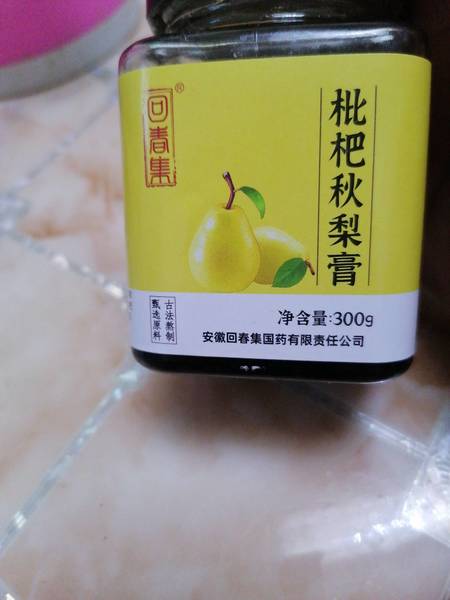 回春集®
枇杷秋梨膏
古法熬制
甄选原料
净含量:300g
安徽回春集国药有限责任公司